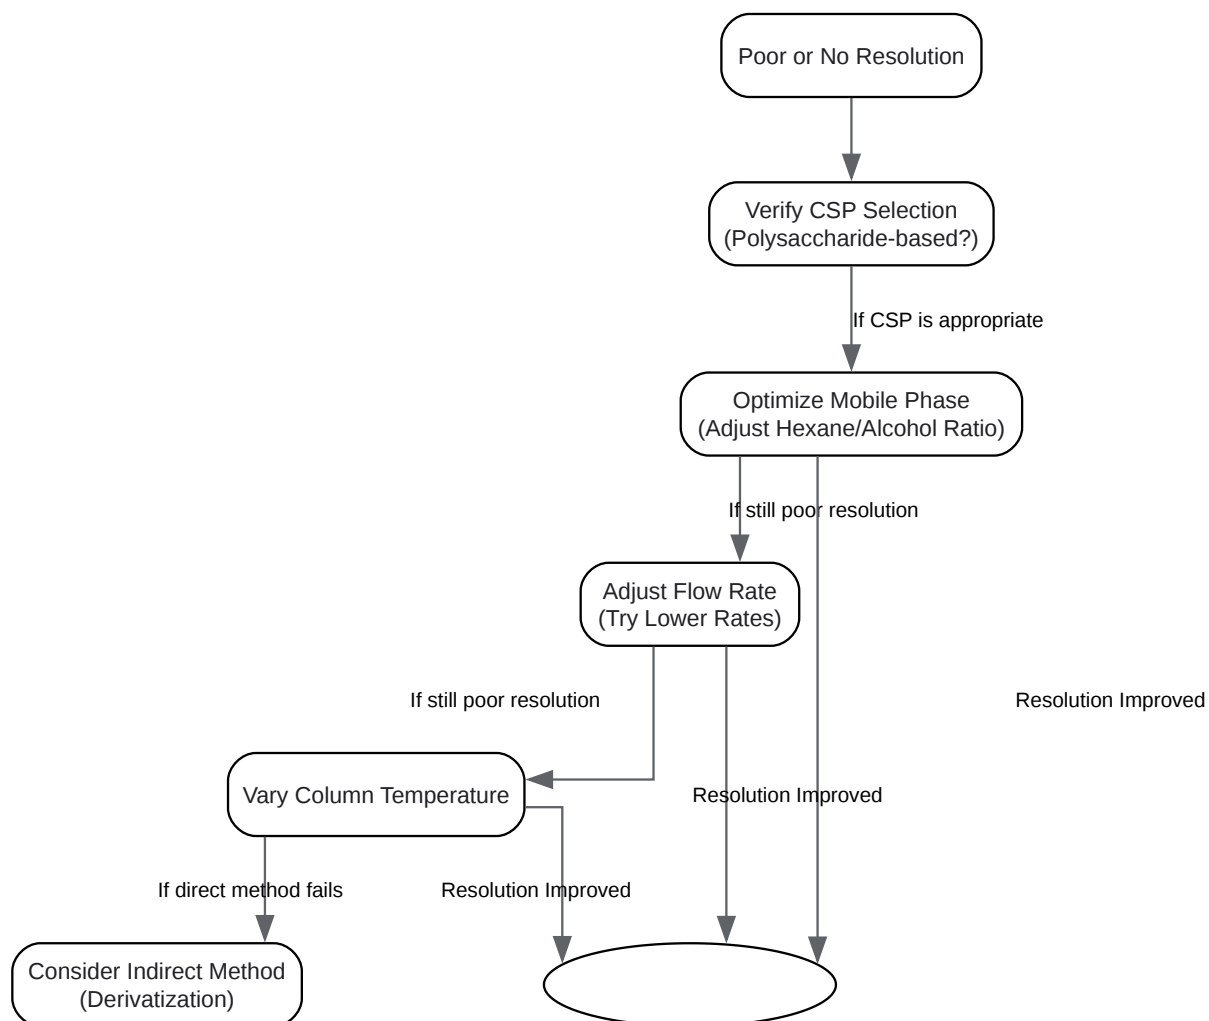 Poor or No Resolution
Verify CSP Selection
(Polysaccharide-based?)
If CSP is appropriate
Optimize Mobile Phase
(Adjust Hexane/Alcohol Ratio)
If still poor resolution
Adjust Flow Rate
(Try Lower Rates)
If still poor resolution
Resolution Improved
Vary Column Temperature
Resolution Improved
If direct method fails
Resolution Improved
Consider Indirect Method
(Derivatization)